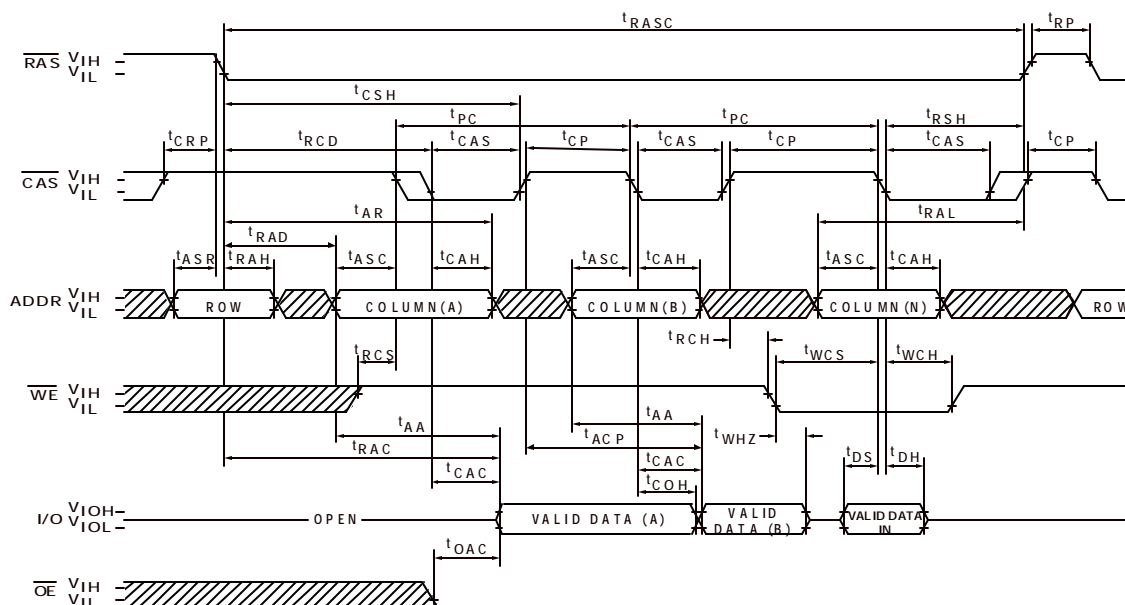 tRASC tRP
RAS VIH
VIL
tCSH
tPC tPC tRSH
tCRP tRCD tCAS tCP tCAS tCP tCAS tCP
CAS VIH
VIL
tAR tRAL
tRAD
tASR tRAH tASC tCAH tASC tCAH tASC tCAH
ADDR VIH
VIL
ROW COLUMN(A) COLUMN(B) COLUMN(N) ROW
tRCH
tRCS tWCS tWCH
WE VIH
VIL
tAA tAA
tRAC tACP tWHZ
tCAC tCAC tDS tDH
tCOH
I/O VIOH
VIOL
OPEN VALID DATA (A) VALID DATA (B) VALID DATA IN
tOAC
OE VIH
VIL